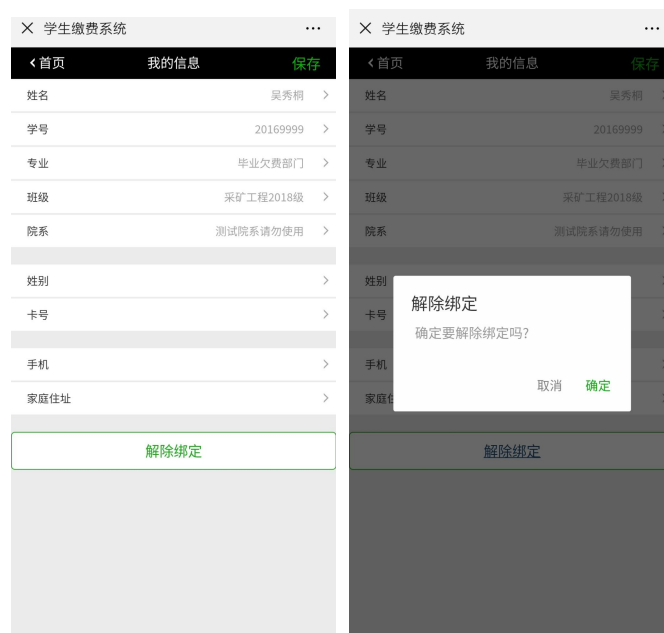 学生缴费系统
首页 我的信息 保存
姓名 吴秀桐
学号 20169999
专业 毕业欠费部门
班级 采矿工程2018级
院系 测试院系请勿使用
姓别
卡号
手机
家庭住址
解除绑定
学生缴费系统
首页 我的信息 保存
姓名 吴秀桐
学号 20169999
专业 毕业欠费部门
班级 采矿工程2018级
院系 测试院系请勿使用
姓别
卡号
手机
家庭住
解除绑定
确定要解除绑定吗?
取消 确定
解除绑定